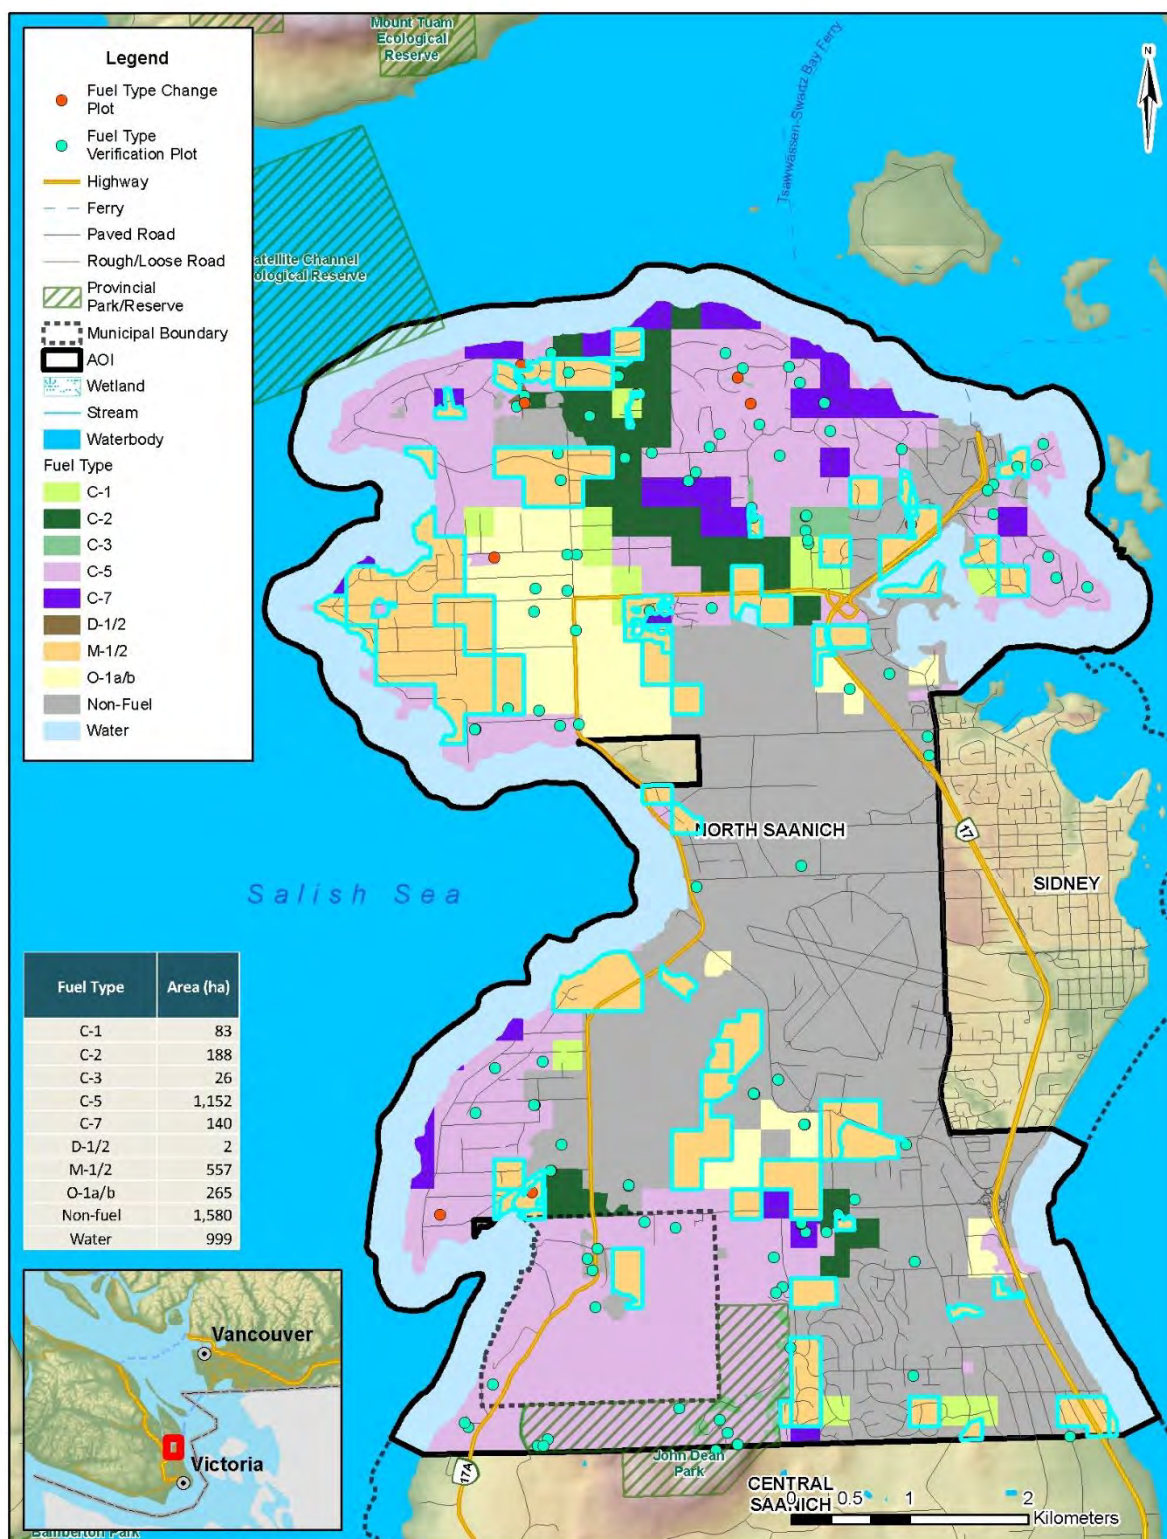 Mount Tuam
Ecological
Reserve
Tsawwassen-Swadtz Bay Ferry
N
Legend
Fuel Type Change
Plot
Fuel Type
Verification Plot
Highway
Ferry
Paved Road
Rough/Loose Road
Provincial
Park/Reserve
Municipal Boundary
AOI
Wetland
Stream
Waterbody
Fuel Type
C-1
C-2
C-3
C-5
C-7
D-1/2
M-1/2
O-1a/b
Non-Fuel
Water
atellite Channel
ological Reserve
NORTH SAANICH
17
SIDNEY
Salish Sea
Fuel Type Area (ha)
C-1 83
C-2 188
C-3 26
C-5 1,152
C-7 140
D-1/2 2
M-1/2 557
O-1a/b 265
Non-fuel 1,580
Water 999
Vancouver
Victoria
17A
John Dean
Park
CENTRAL
SAANICH
0 0.5 1 2
Kilometers
Bamberton Park